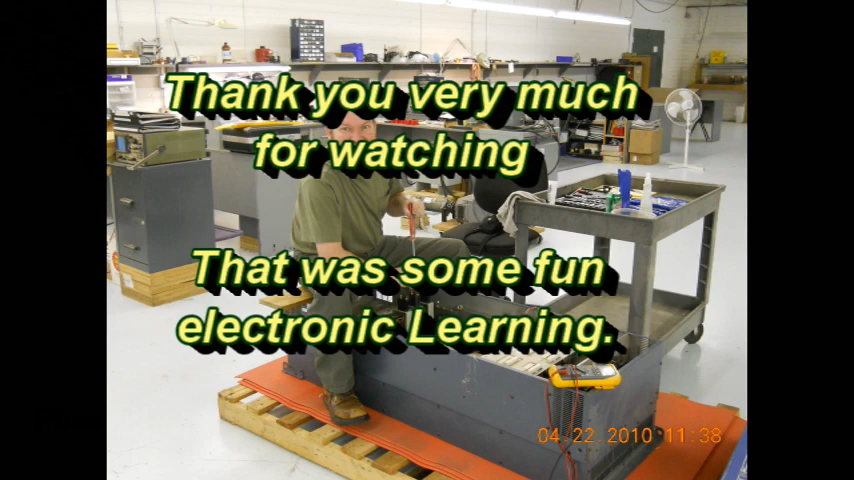 Thank you very much
for watching
That was some fun
electronic Learning.
04.22.2010 11:38